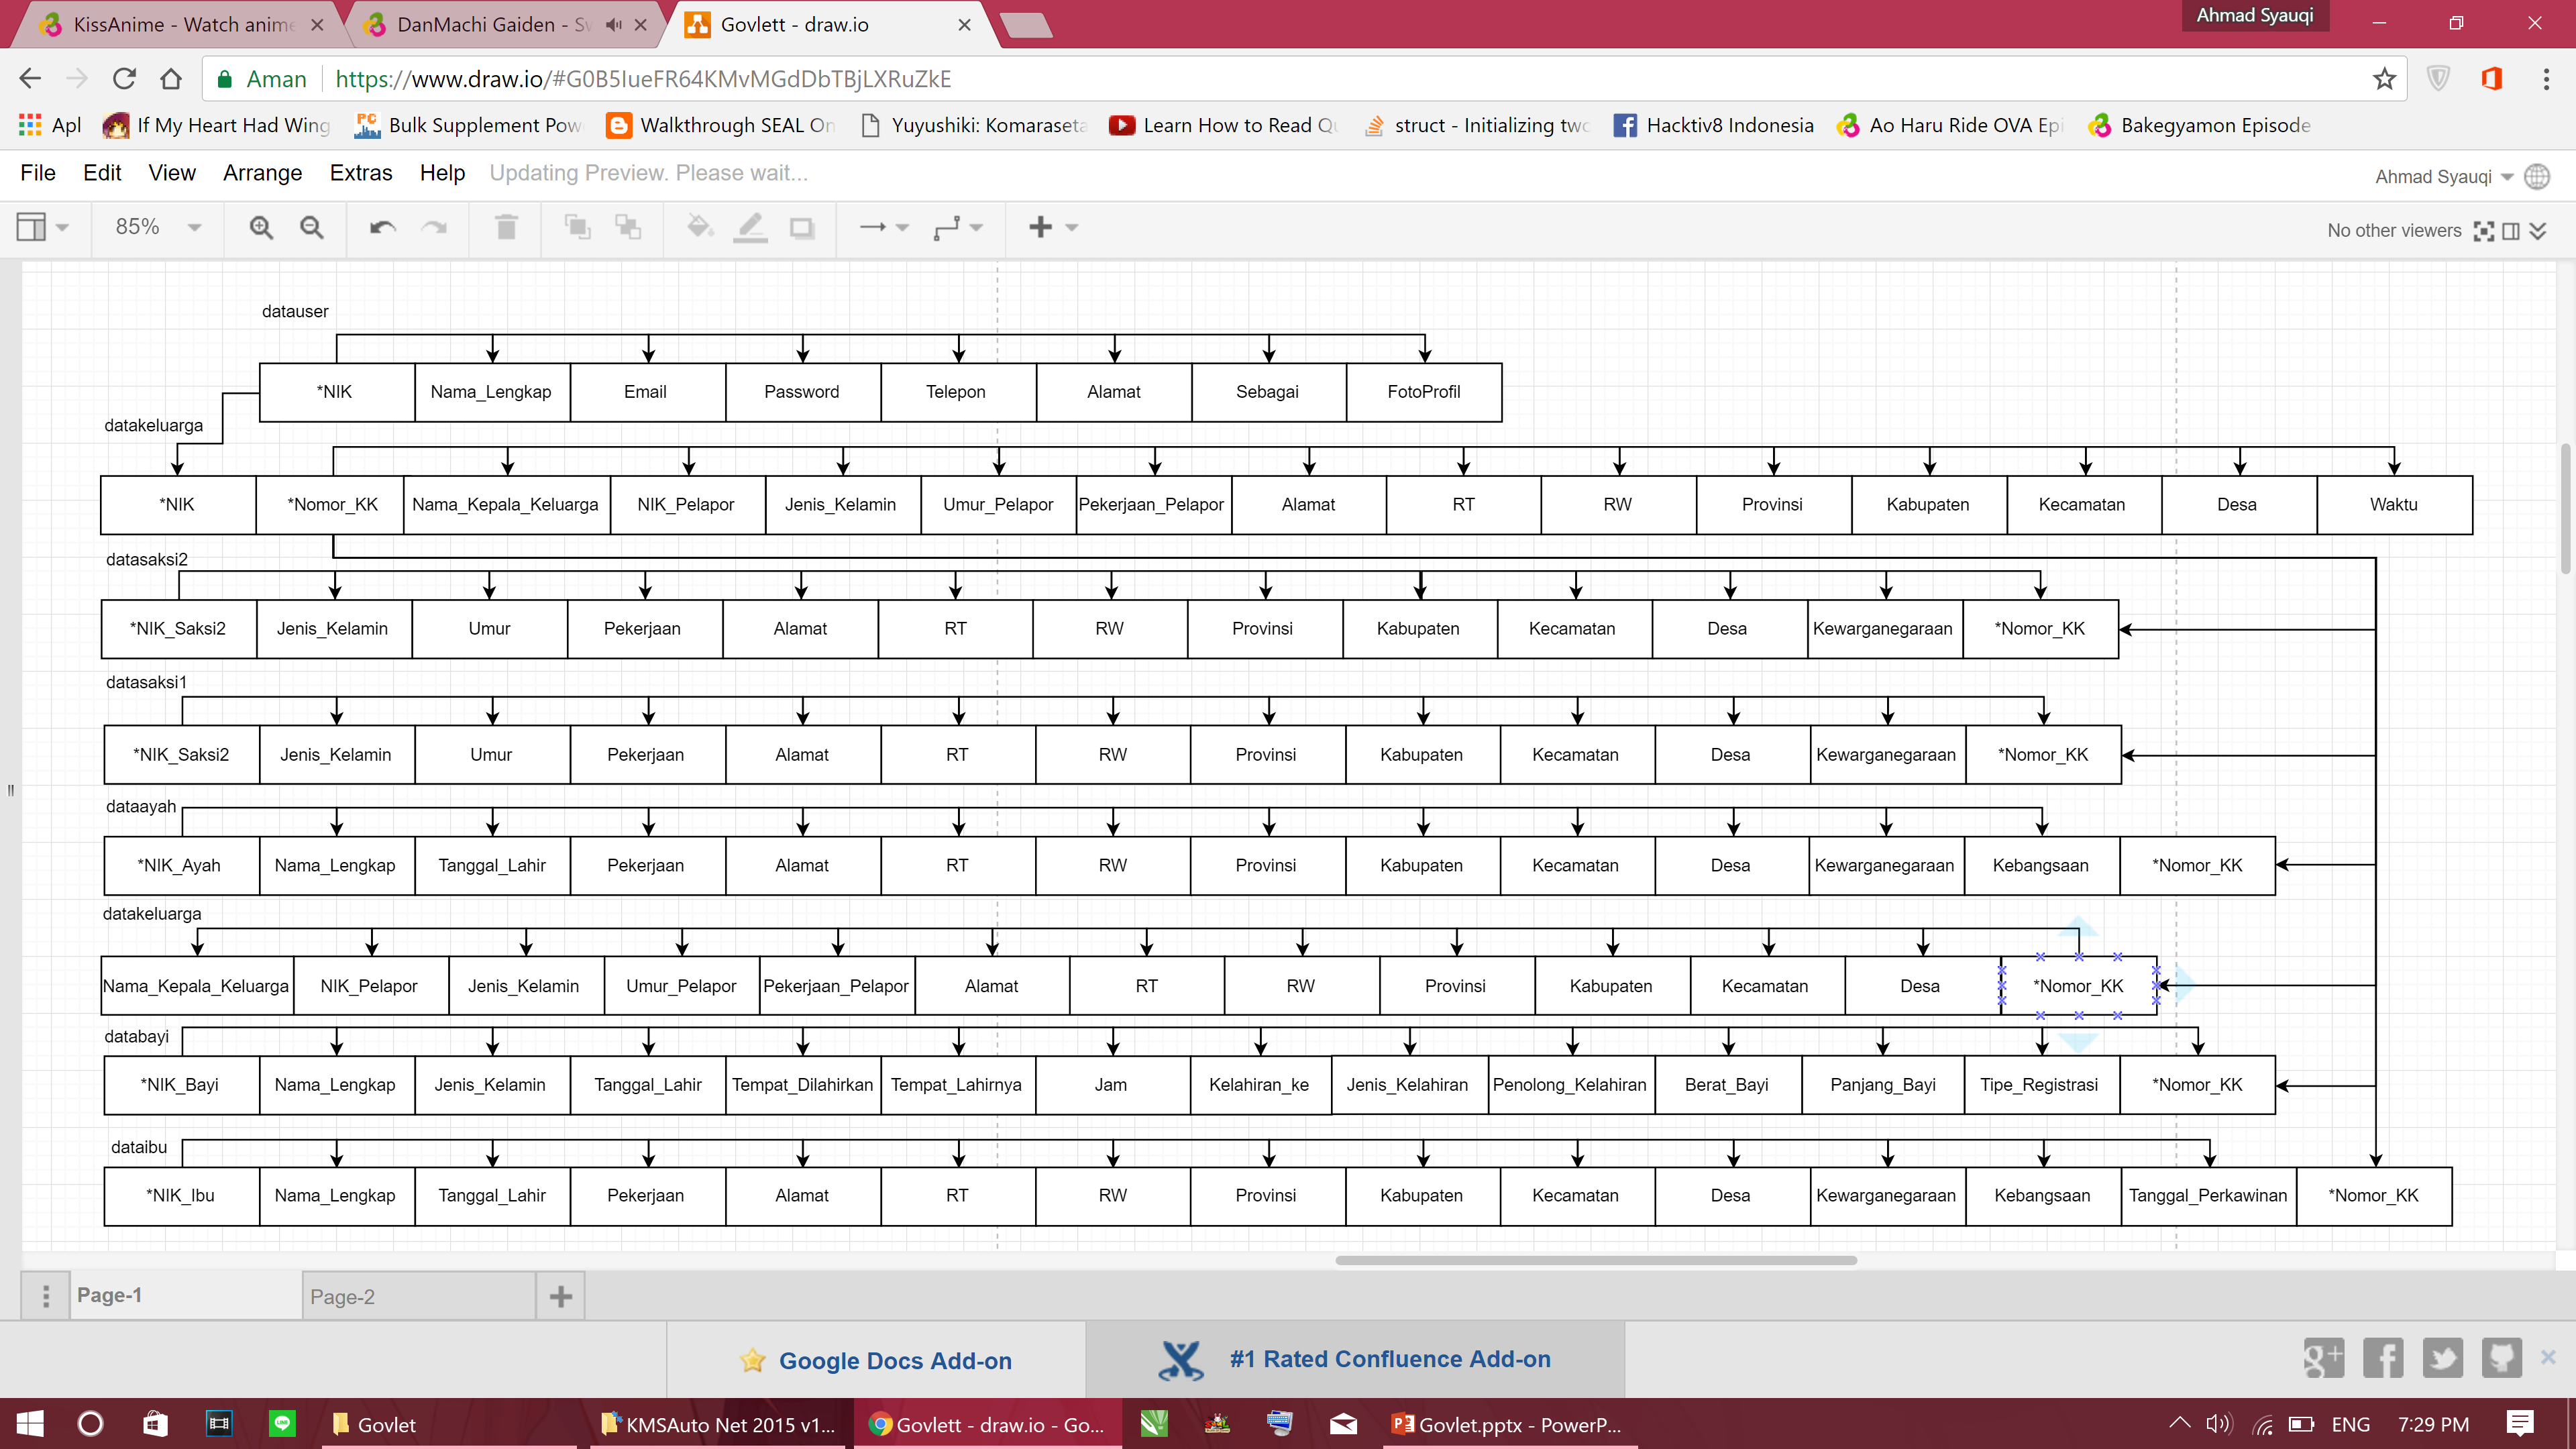 KissAnime - Watch anime
DanMachi Gaiden - Sw
Govlett - draw.io
Ahmad Syauqi
Aman
https://www.draw.io/#G0B5IueFR64KMvMGdDbTBjLXRuZkE
Apl If My Heart Had Wing Bulk Supplement Pow Walkthrough SEAL On Yuyushiki: Komaraseta Learn How to Read Qu struct - Initializing two Hacktiv8 Indonesia Ao Haru Ride OVA Epi Bakegyamon Episode
File Edit View Arrange Extras Help Updating Preview. Please wait... Ahmad Syauqi
85% No other viewers
datauser
*NIK Nama_Lengkap Email Password Telepon Alamat Sebagai FotoProfil
datakeluarga
*NIK *Nomor_KK Nama_Kepala_Keluarga NIK_Pelapor Jenis_Kelamin Umur_Pelapor Pekerjaan_Pelapor Alamat RT RW Provinsi Kabupaten Kecamatan Desa Waktu
datasaksi2
*NIK_Saksi2 Jenis_Kelamin Umur Pekerjaan Alamat RT RW Provinsi Kabupaten Kecamatan Desa Kewarganegaraan *Nomor_KK
datasaksi1
*NIK_Saksi2 Jenis_Kelamin Umur Pekerjaan Alamat RT RW Provinsi Kabupaten Kecamatan Desa Kewarganegaraan *Nomor_KK
dataayah
*NIK_Ayah Nama_Lengkap Tanggal_Lahir Pekerjaan Alamat RT RW Provinsi Kabupaten Kecamatan Desa Kewarganegaraan Kebangsaan *Nomor_KK
datakeluarga
Nama_Kepala_Keluarga NIK_Pelapor Jenis_Kelamin Umur_Pelapor Pekerjaan_Pelapor Alamat RT RW Provinsi Kabupaten Kecamatan Desa *Nomor_KK
databayi
*NIK_Bayi Nama_Lengkap Jenis_Kelamin Tanggal_Lahir Tempat_Dilahirkan Tempat_Lahirnya Jam Kelahiran_ke Jenis_Kelahiran Penolong_Kelahiran Berat_Bayi Panjang_Bayi Tipe_Registrasi *Nomor_KK
dataibu
*NIK_Ibu Nama_Lengkap Tanggal_Lahir Pekerjaan Alamat RT RW Provinsi Kabupaten Kecamatan Desa Kewarganegaraan Kebangsaan Tanggal_Perkawinan *Nomor_KK
Page-1 Page-2
Google Docs Add-on #1 Rated Confluence Add-on
Govlet KMSAuto Net 2015 v1... Govlett - draw.io - Go... Govlet.pptx - PowerP... ENG 7:29 PM